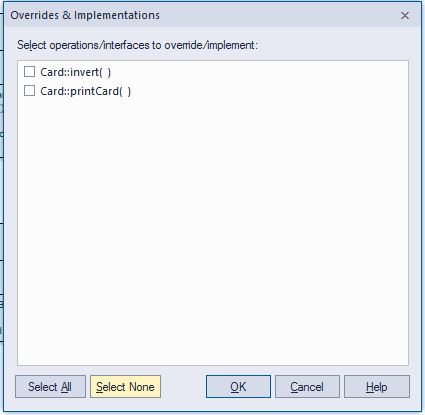 Overrides & Implementations
Select operations/interfaces to override/implement:
Card::invert( )
Card::printCard( )
Select All
Select None
OK
Cancel
Help